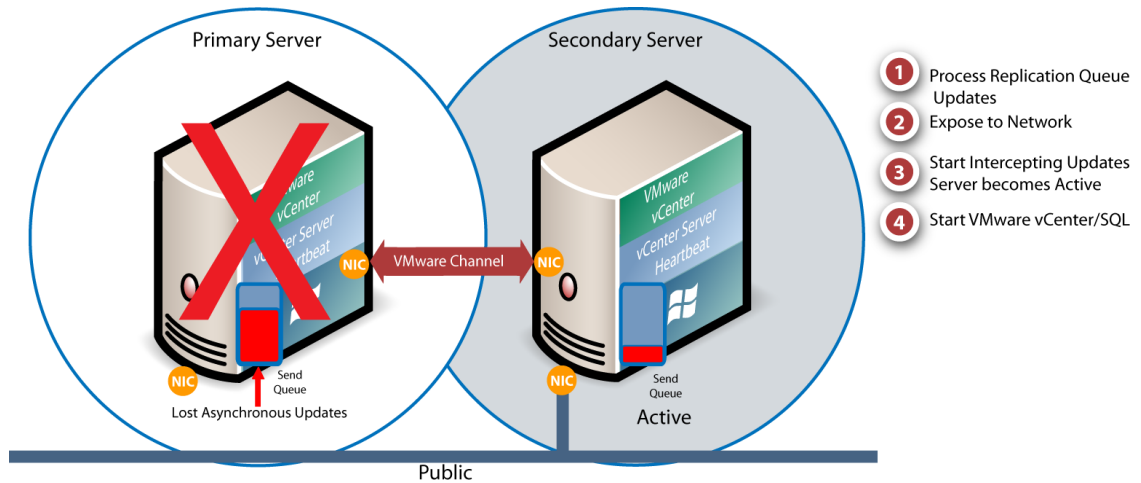 Primary Server
Secondary Server
VMware
vCenter
vCenter Server
Heartbeat
NIC
VMware Channel
NIC
VMware
vCenter
vCenter Server
Heartbeat
NIC
Send
Queue
Lost Asynchronous Updates
NIC
Send
Queue
Active
Public
1
Process Replication Queue
Updates
2
Expose to Network
3
Start Intercepting Updates
Server becomes Active
4
Start VMware vCenter/SQL